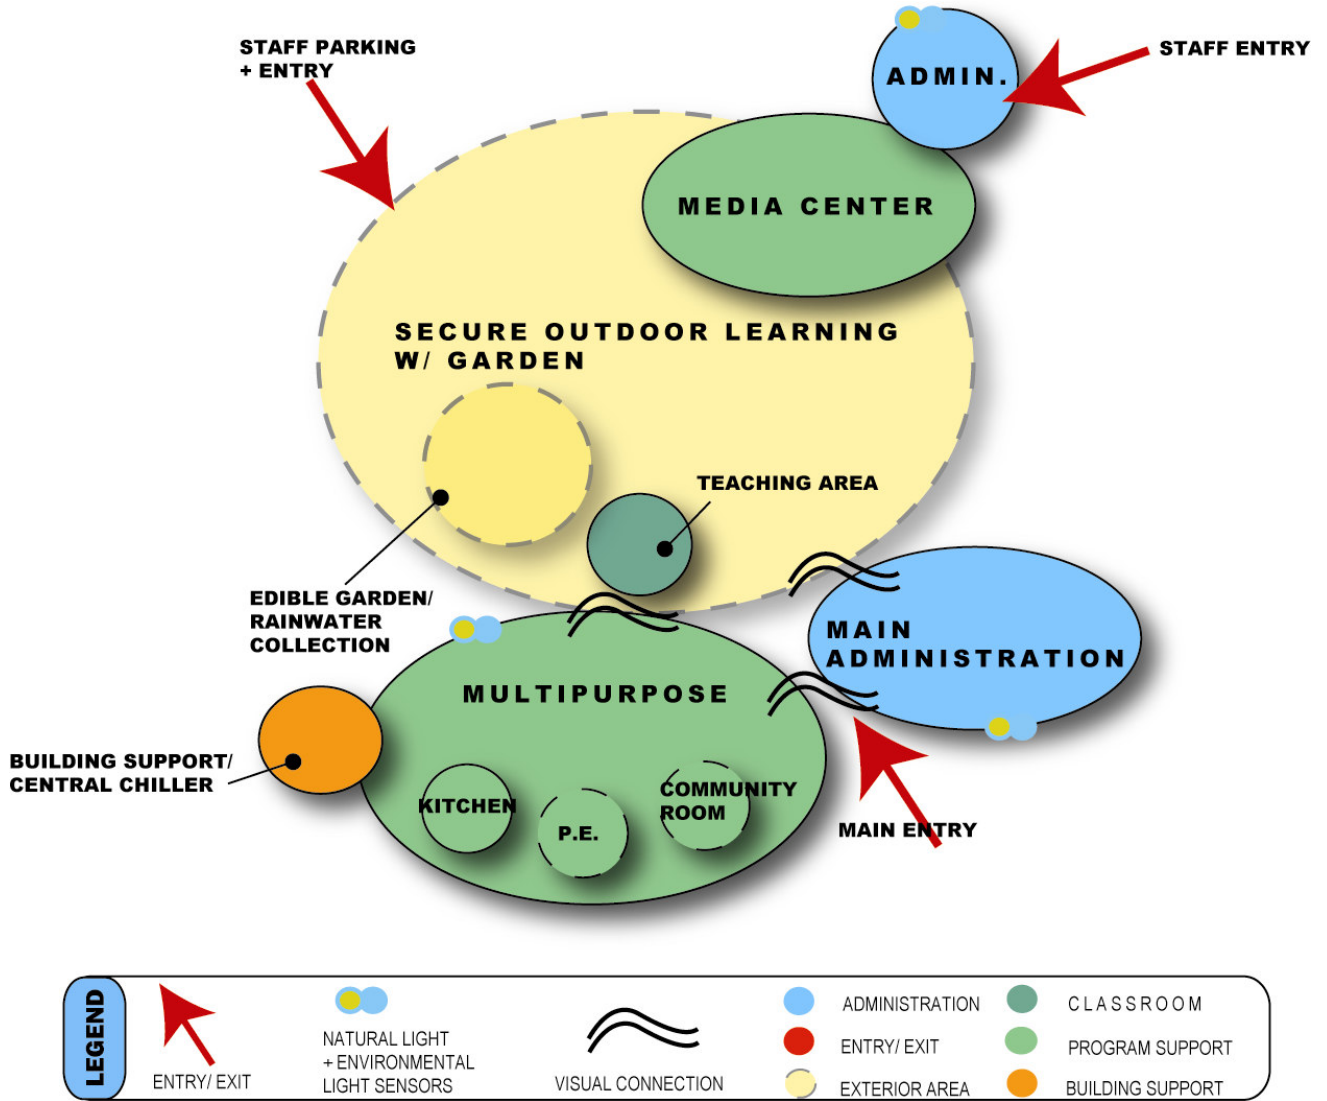 STAFF PARKING
+ ENTRY
ADMIN.
STAFF ENTRY
MEDIA CENTER
SECURE OUTDOOR LEARNING
W/ GARDEN
TEACHING AREA
EDIBLE GARDEN/
RAINWATER
COLLECTION
MAIN
ADMINISTRATION
MULTIPURPOSE
BUILDING SUPPORT/
CENTRAL CHILLER
KITCHEN
P.E.
COMMUNITY
ROOM
MAIN ENTRY
LEGEND
ENTRY/ EXIT
NATURAL LIGHT
+ ENVIRONMENTAL
LIGHT SENSORS
VISUAL CONNECTION
ADMINISTRATION
ENTRY/ EXIT
EXTERIOR AREA
CLASSROOM
PROGRAM SUPPORT
BUILDING SUPPORT